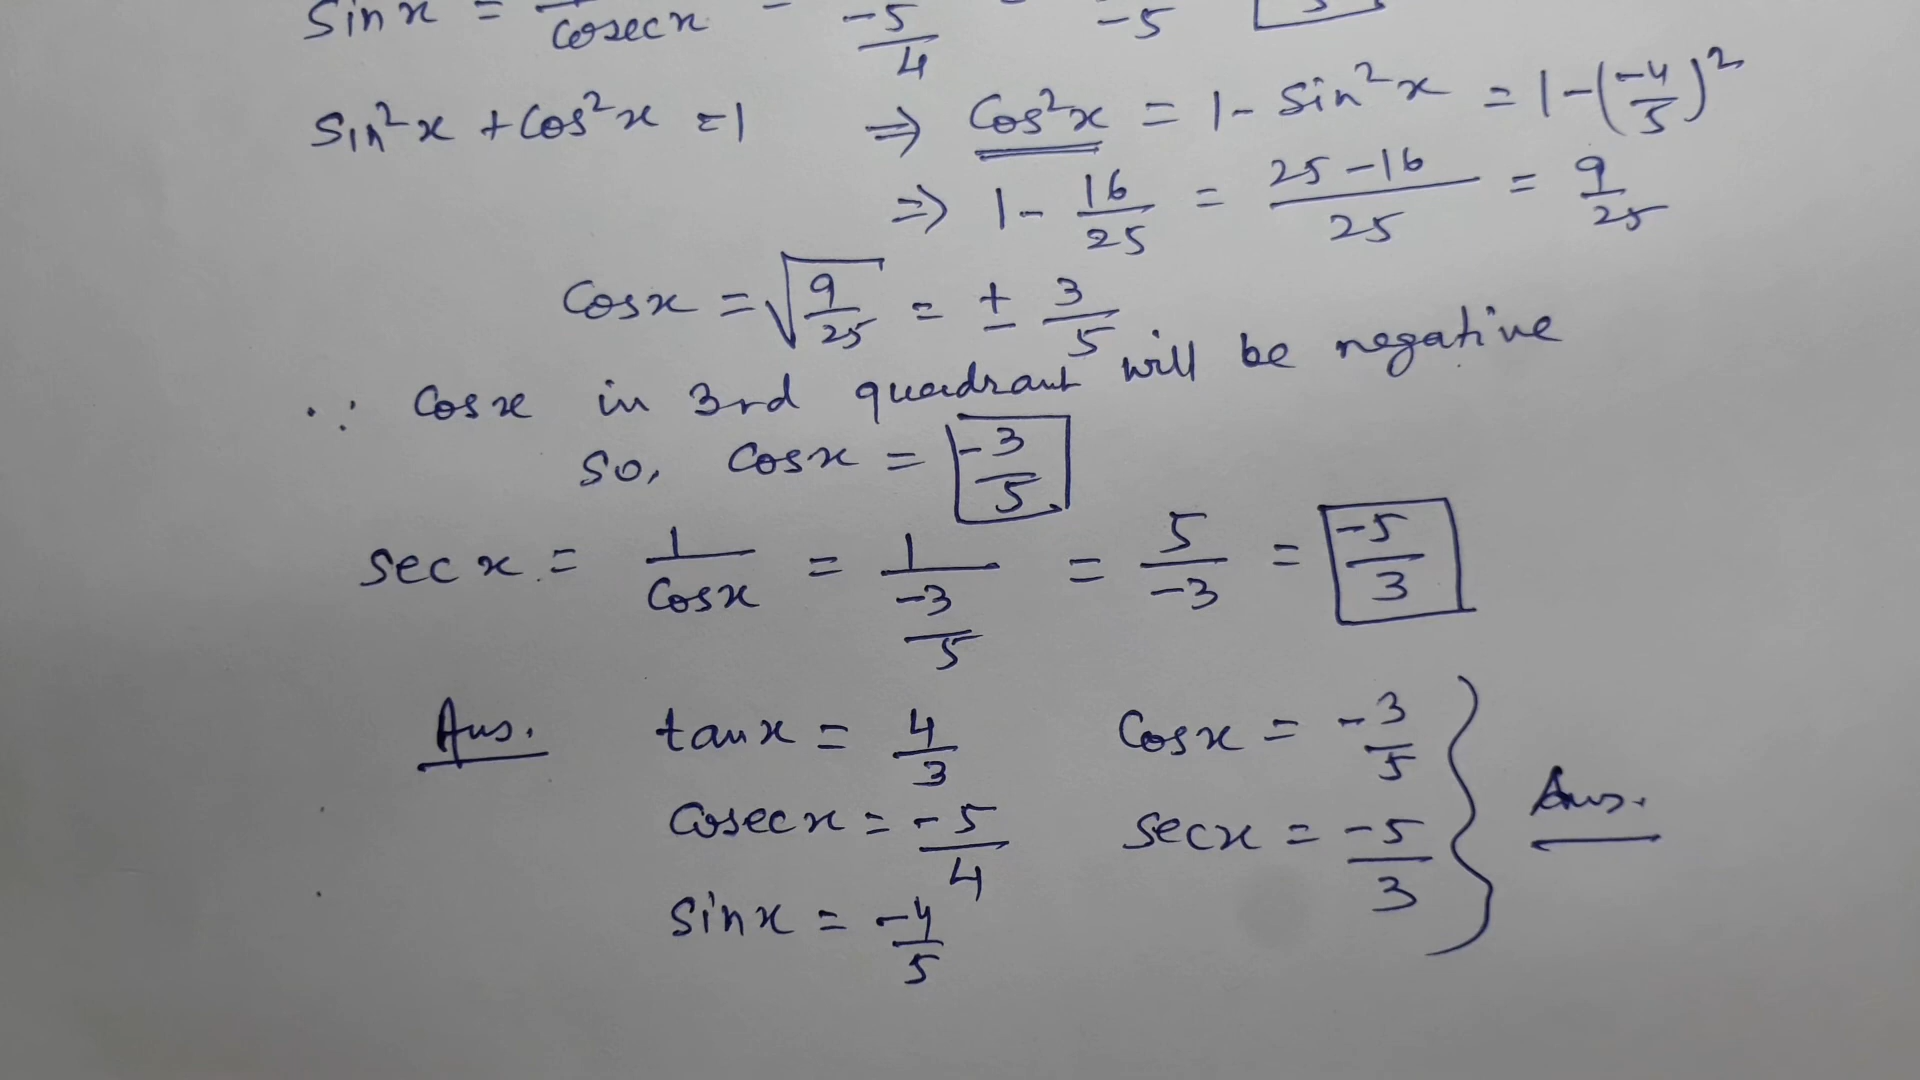 Sin x = 1/cosec x = 1/(-5/4) = 4/-5
Sin²x + Cos²x = 1 ⇒ Cos²x = 1 - Sin²x = 1 - (-4/5)²
⇒ 1 - 16/25 = (25 - 16)/25 = 9/25
Cos x = √(9/25) = ± 3/5
∵ Cos x in 3rd quadrant will be negative
So, Cos x = -3/5
Sec x = 1/Cos x = 1/(-3/5) = 5/-3 = -5/3
Ans. tan x = 4/3 Cos x = -3/5
Cosec x = -5/4 Sec x = -5/3 Ans.
Sin x = -4/5